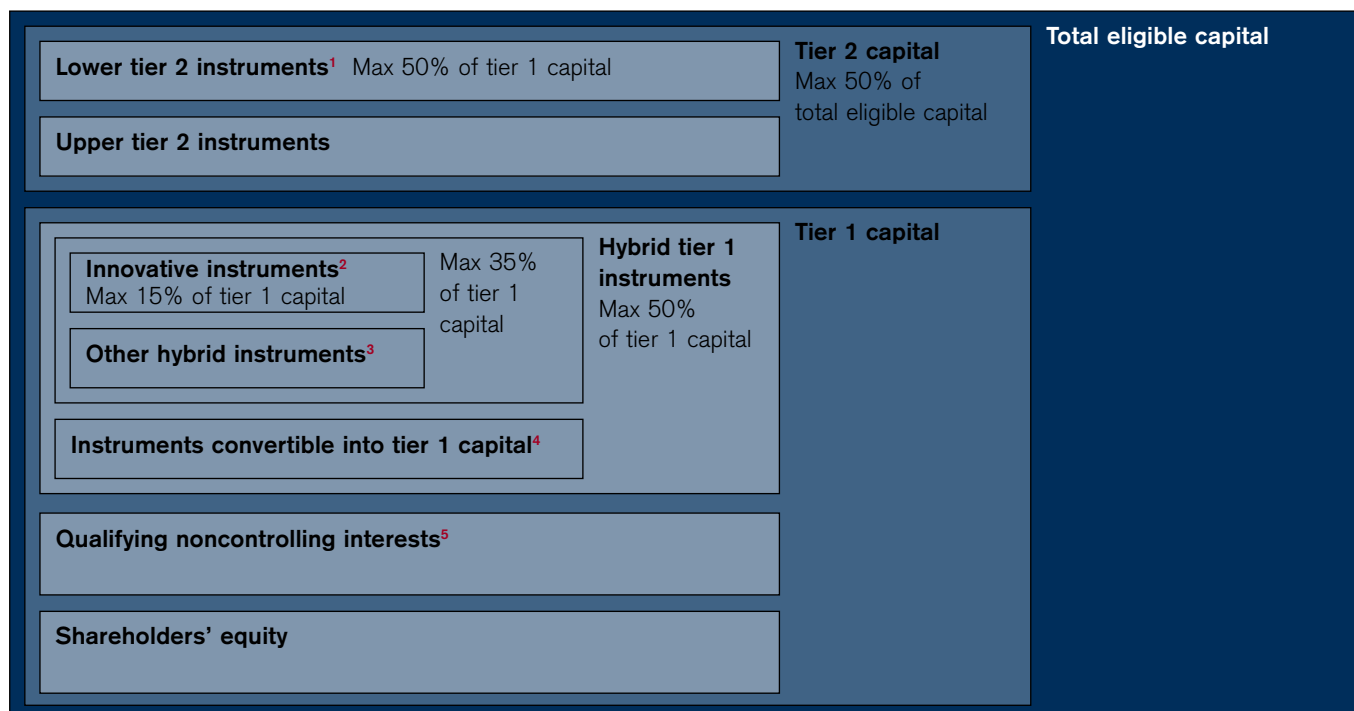 Total eligible capital
Lower tier 2 instruments¹ Max 50% of tier 1 capital
Tier 2 capital
Max 50% of
total eligible capital
Upper tier 2 instruments
Tier 1 capital
Hybrid tier 1
instruments
Max 50%
of tier 1 capital
Innovative instruments²
Max 15% of tier 1 capital
Max 35%
of tier 1
capital
Other hybrid instruments³
Instruments convertible into tier 1 capital⁴
Qualifying noncontrolling interests⁵
Shareholders’ equity